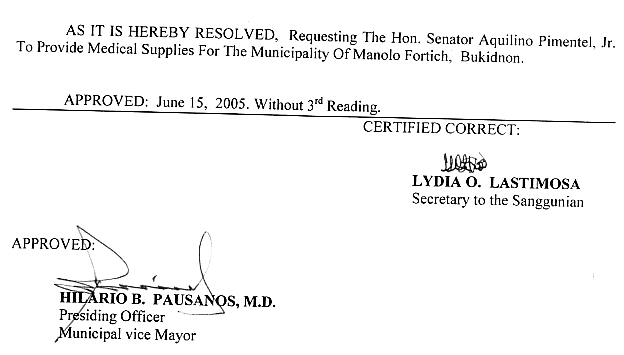 AS IT IS HEREBY RESOLVED, Requesting The Hon. Senator Aquilino Pimentel, Jr.
To Provide Medical Supplies For The Municipality Of Manolo Fortich, Bukidnon.
APPROVED: June 15, 2005. Without 3rd Reading.
CERTIFIED CORRECT:
LYDIA O. LASTIMOSA
Secretary to the Sanggunian
APPROVED:
HILARIO B. PAUSANOS, M.D.
Presiding Officer
Municipal vice Mayor